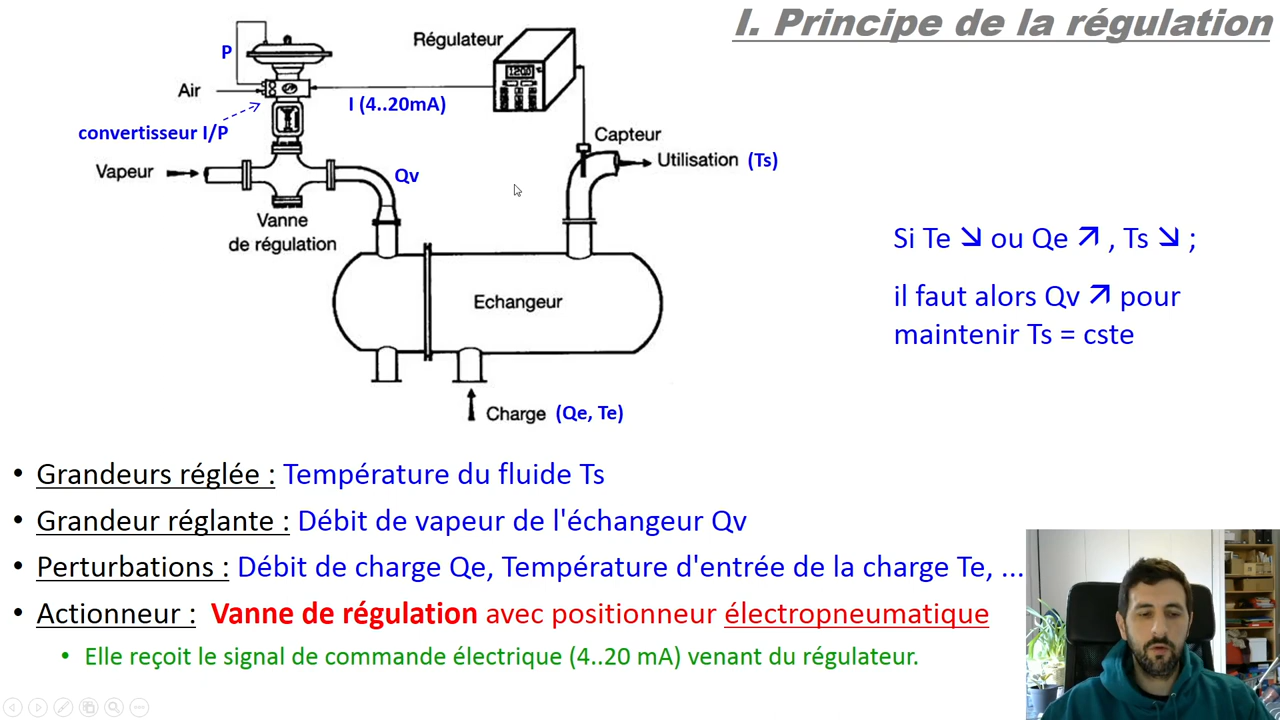 I. Principe de la régulation
Régulateur
P
Air
I (4..20mA)
convertisseur I/P
Capteur
Utilisation (Ts)
Vapeur
Qv
Vanne
de régulation
Echangeur
Charge (Qe, Te)
Si Te ↘ ou Qe ↗ , Ts ↘ ;
il faut alors Qv ↗ pour
maintenir Ts = cste
• Grandeurs réglée : Température du fluide Ts
• Grandeur réglante : Débit de vapeur de l'échangeur Qv
• Perturbations : Débit de charge Qe, Température d'entrée de la charge Te, ...
• Actionneur : Vanne de régulation avec positionneur électropneumatique
• Elle reçoit le signal de commande électrique (4..20 mA) venant du régulateur.